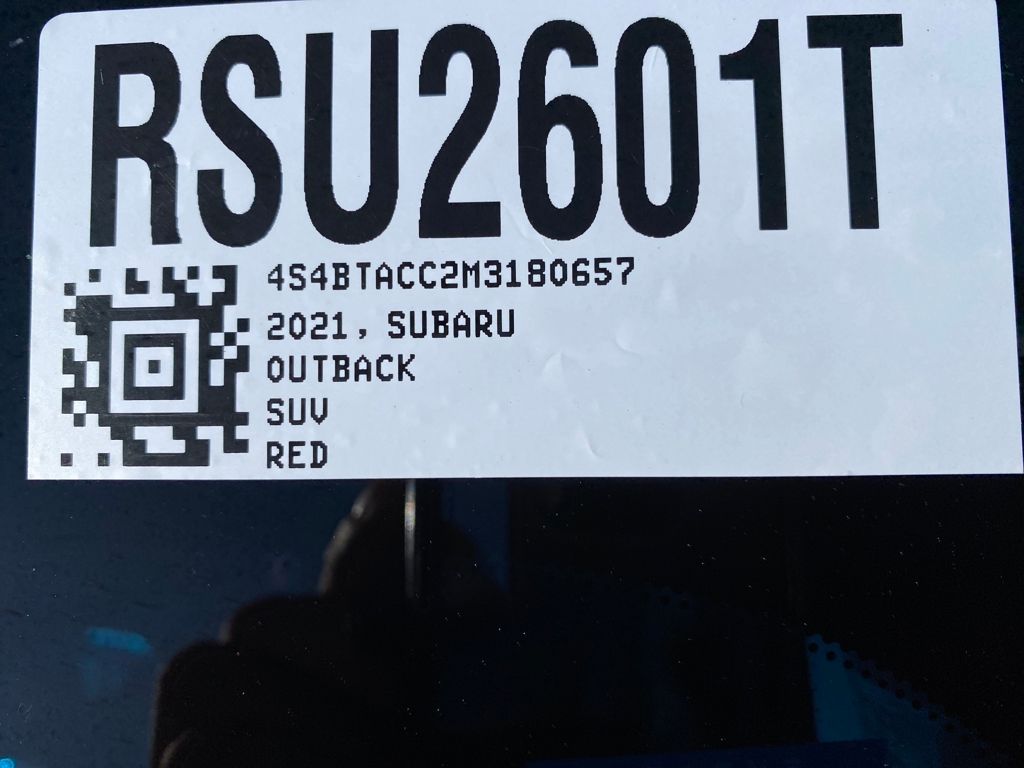 RSU2601T
4S4BTACC2M3180657
2021, SUBARU
OUTBACK
SUV
RED